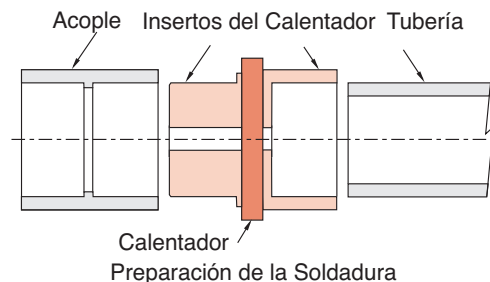 Acople Insertos del Calentador Tubería
Calentador
Preparación de la Soldadura